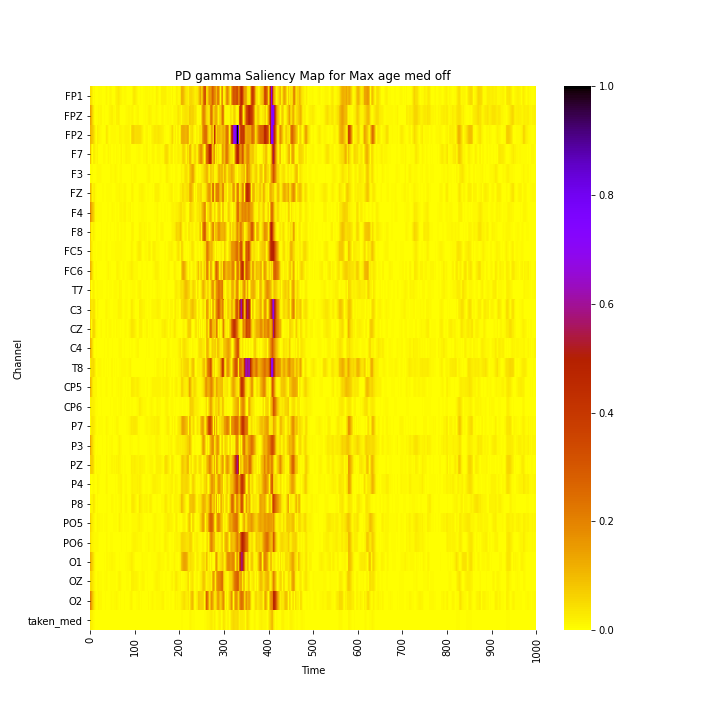 PD gamma Saliency Map for Max age med off
Channel
FP1
FPZ
FP2
F7
F3
FZ
F4
F8
FC5
FC6
T7
C3
CZ
C4
T8
CP5
CP6
P7
P3
PZ
P4
P8
PO5
PO6
O1
OZ
O2
taken_med
0 100 200 300 400 500 600 700 800 900 1000
Time
1.0
0.8
0.6
0.4
0.2
0.0